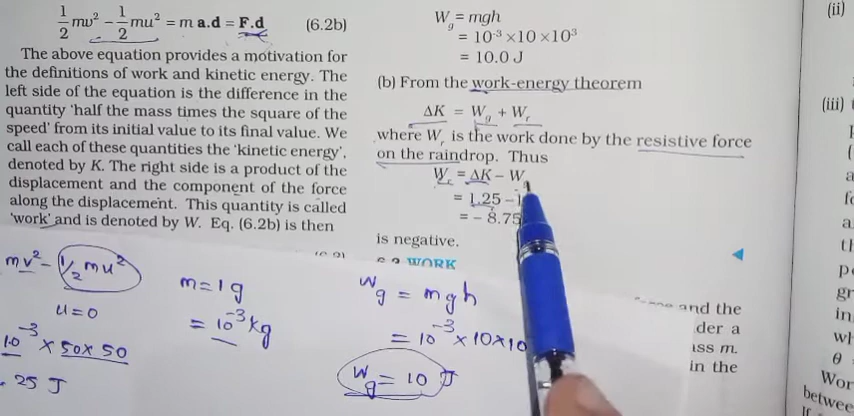 ½ mv² − ½ mu² = m a.d = F.d (6.2b)
The above equation provides a motivation for
the definitions of work and kinetic energy. The
left side of the equation is the difference in the
quantity 'half the mass times the square of the
speed' from its initial value to its final value. We
call each of these quantities the 'kinetic energy',
denoted by K. The right side is a product of the
displacement and the component of the force
along the displacement. This quantity is called
'work' and is denoted by W. Eq. (6.2b) is then
W_g = mgh
= 10⁻³ ×10 ×10³
= 10.0 J
(b) From the work-energy theorem
ΔK = W_g + W_r
where W_r is the work done by the resistive force
on the raindrop. Thus
W_r = ΔK − W
= 1.25 −
= − 8.75
is negative.
WORK
and the
der a
ass m.
in the
(ii)
(iii)
mv² − ½ mu²
u = 0
10⁻³ × 50 × 50
. 25 J
m = 1 g
= 10⁻³ kg
W_g = mgh
= 10⁻³ × 10 × 10
W_g = 10 J
gr
in
θ
Wor
betwee